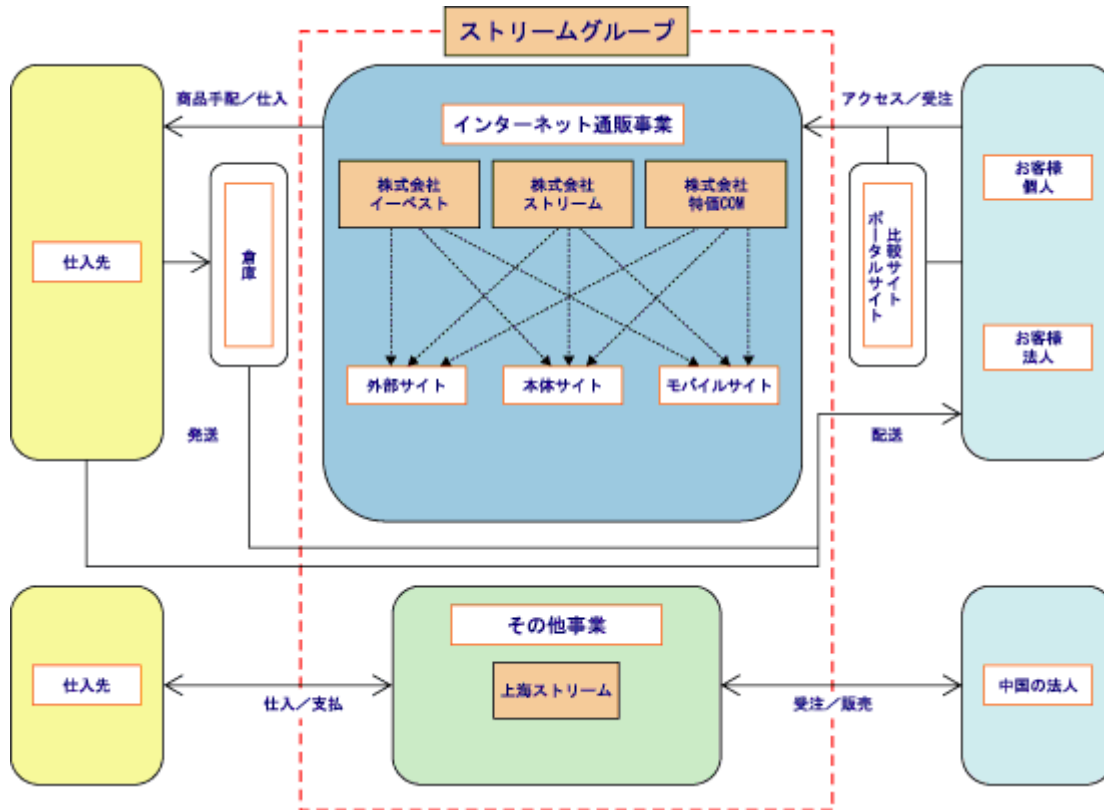 ストリームグループ
商品手配／仕入
アクセス／受注
インターネット通販事業
株式会社
イーベスト
株式会社
ストリーム
株式会社
特価COM
お客様
個人
仕入先
倉庫
比較サイト
ポータルサイト
お客様
法人
外部サイト
本体サイト
モバイルサイト
発送
配送
その他事業
仕入先
上海ストリーム
中国の法人
仕入／支払
受注／販売